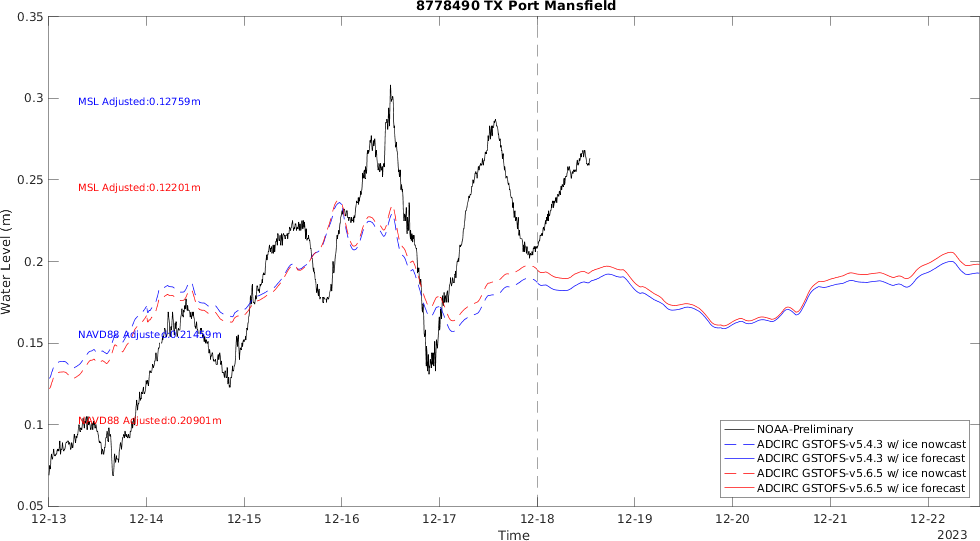 8778490 TX Port Mansfield
0.35
0.3
0.25
0.2
0.15
0.1
0.05
Water Level (m)
MSL Adjusted:0.12759m
MSL Adjusted:0.12201m
NAVD88 Adjusted:0.21459m
NAVD88 Adjusted:0.20901m
NOAA-Preliminary
ADCIRC GSTOFS-v5.4.3 w/ ice nowcast
ADCIRC GSTOFS-v5.4.3 w/ ice forecast
ADCIRC GSTOFS-v5.6.5 w/ ice nowcast
ADCIRC GSTOFS-v5.6.5 w/ ice forecast
12-13 12-14 12-15 12-16 12-17 12-18 12-19 12-20 12-21 12-22
Time
2023